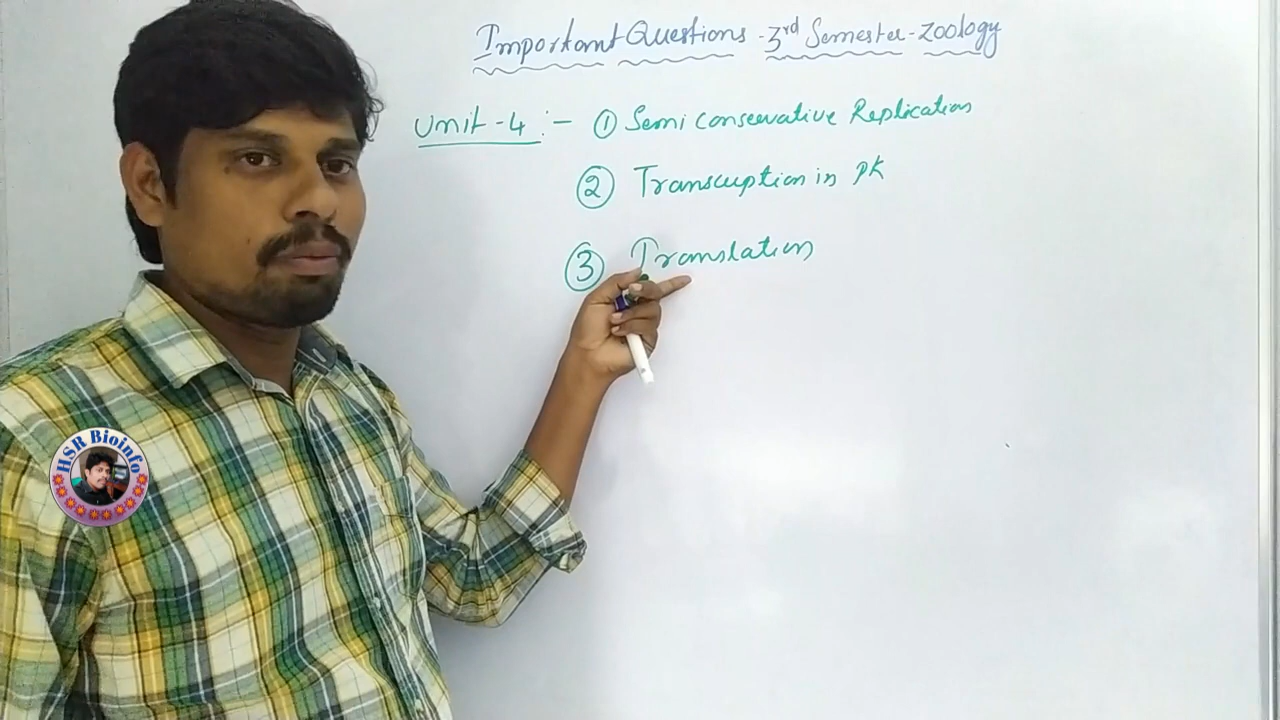 Important Questions - 3rd Semester - Zoology
Unit - 4 :- ① Semi conservative Replication
② Transcription in PK
③ Translation
HSR Bioinfo